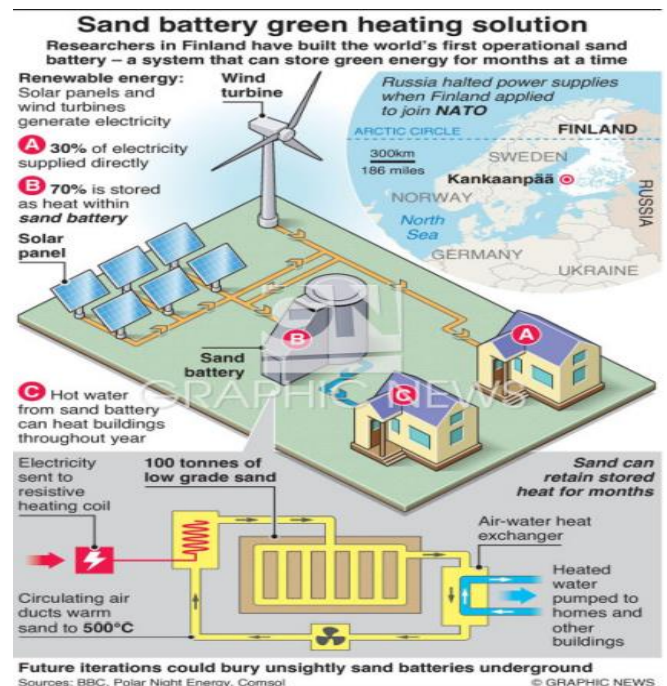 Sand battery green heating solution
Researchers in Finland have built the world's first operational sand
battery – a system that can store green energy for months at a time
Renewable energy:
Solar panels and
wind turbines
generate electricity
A 30% of electricity
supplied directly
B 70% is stored
as heat within
sand battery
Solar
panel
Wind
turbine
Russia halted power supplies
when Finland applied
to join NATO
ARCTIC CIRCLE
FINLAND
300km
186 miles
SWEDEN
Kankaanpää
NORWAY
RUSSIA
North
Sea
GERMANY
UKRAINE
A
B
Sand
battery
C
GN
GRAPHIC NEWS
C Hot water
from sand battery
can heat buildings
throughout year
Electricity
sent to
resistive
heating coil
100 tonnes of
low grade sand
Sand can
retain stored
heat for months
Air-water heat
exchanger
Heated
water
pumped to
homes and
other
buildings
Circulating air
ducts warm
sand to 500°C
Future iterations could bury unsightly sand batteries underground
Sources: BBC, Polar Night Energy, Comsol
© GRAPHIC NEWS